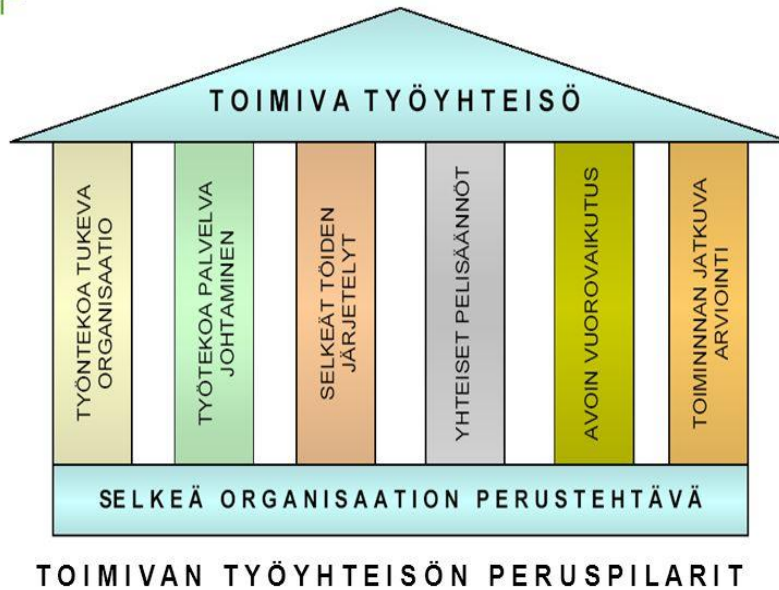 TOIMIVA TYÖYHTEISÖ
TYÖNTEKOA TUKEVA
ORGANISAATIO
TYÖTEKOA PALVELVA
JOHTAMINEN
SELKEÄT TÖIDEN
JÄRJETELYT
YHTEISET PELISÄÄNNÖT
AVOIN VUOROVAIKUTUS
TOIMINNNAN JATKUVA
ARVIOINTI
SELKEÄ ORGANISAATION PERUSTEHTÄVÄ
TOIMIVAN TYÖYHTEISÖN PERUSPILARIT